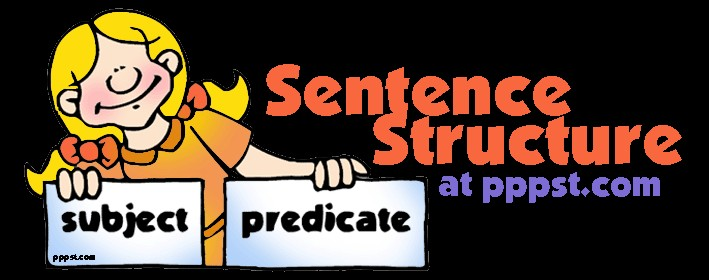 Sentence
Structure
at pppst.com
subject predicate
pppst.com